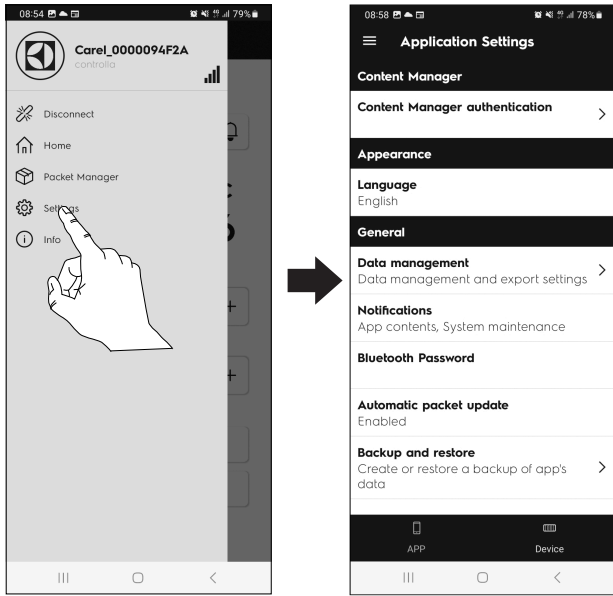 08:54 79%
Carel_0000094F2A
controlla
Disconnect
Home
Packet Manager
Settings
Info
08:58 78%
Application Settings
Content Manager
Content Manager authentication
Appearance
Language
English
General
Data management
Data management and export settings
Notifications
App contents, System maintenance
Bluetooth Password
Automatic packet update
Enabled
Backup and restore
Create or restore a backup of app's
data
APP Device